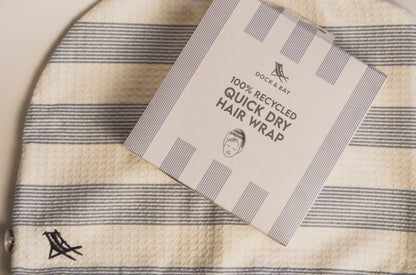 DOCK & BAY
100% RECYCLED
QUICK DRY
HAIR WRAP